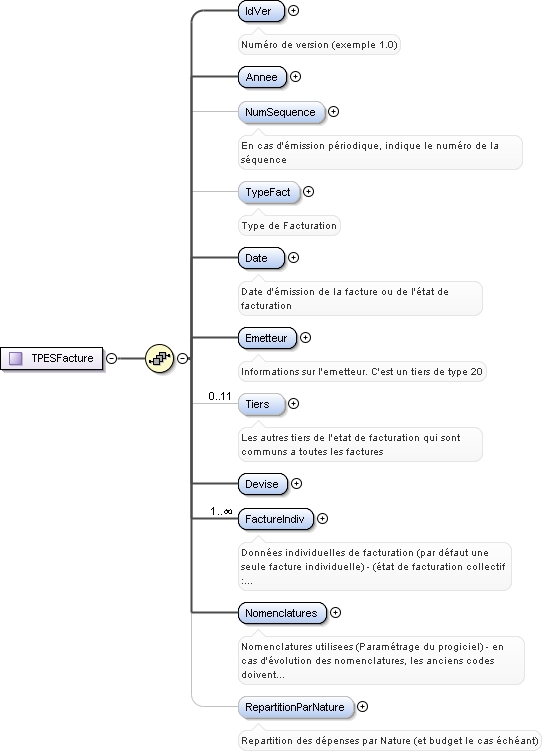 IdVer
Numéro de version (exemple 1.0)
Annee
NumSequence
En cas d'émission périodique, indique le numéro de la
séquence
TypeFact
Type de Facturation
Date
Date d'émission de la facture ou de l'état de
facturation
TPESFacture
Emetteur
Informations sur l'emetteur. C'est un tiers de type 20
0..11
Tiers
Les autres tiers de l'etat de facturation qui sont
communs a toutes les factures
Devise
1..∞
FactureIndiv
Données individuelles de facturation (par défaut une
seule facture individuelle) - (état de facturation collectif
:...
Nomenclatures
Nomenclatures utilisees (Paramétrage du progiciel) - en
cas d'évolution des nomenclatures, les anciens codes
doivent...
RepartitionParNature
Repartition des dépenses par Nature (et budget le cas échéant)